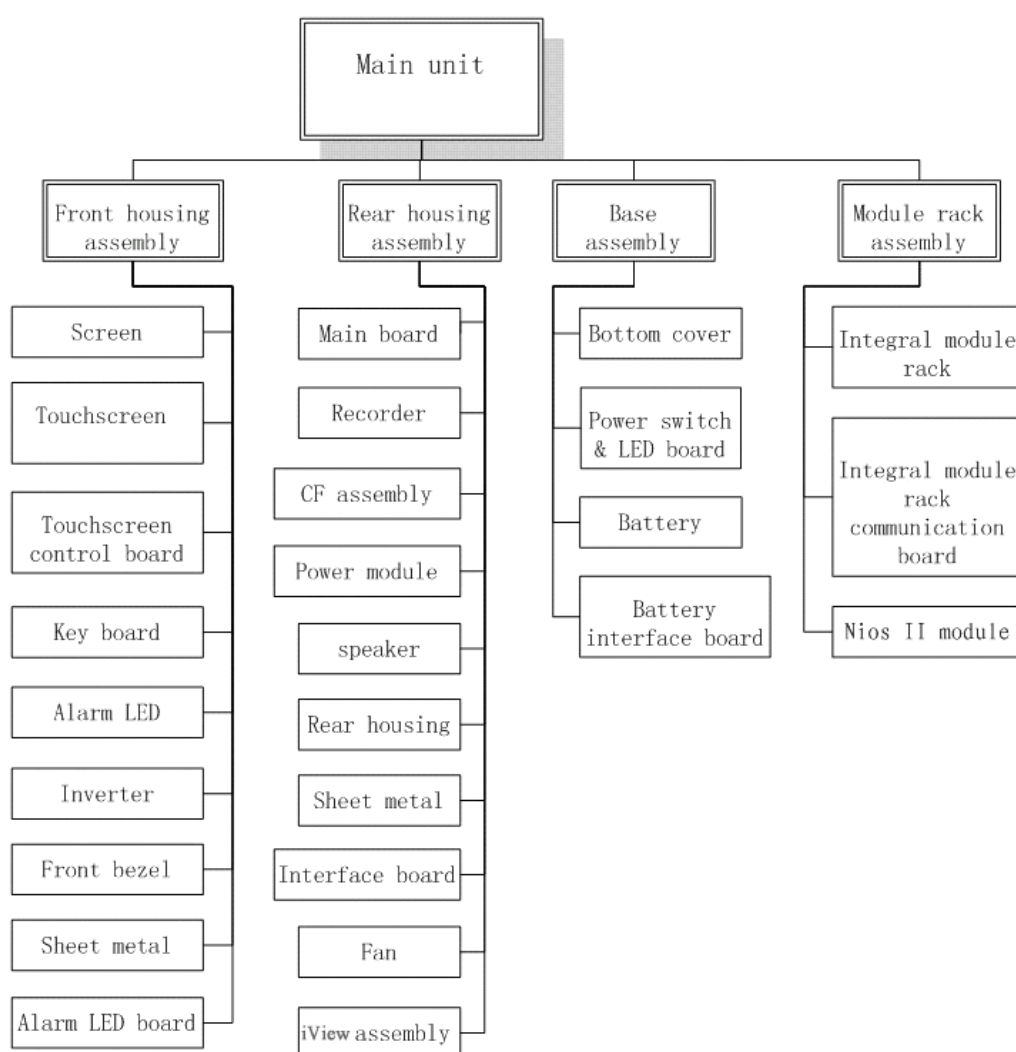 Main unit
Front housing
assembly
Rear housing
assembly
Base
assembly
Module rack
assembly
Screen
Touchscreen
Touchscreen
control board
Key board
Alarm LED
Inverter
Front bezel
Sheet metal
Alarm LED board
Main board
Recorder
CF assembly
Power module
speaker
Rear housing
Sheet metal
Interface board
Fan
iView assembly
Bottom cover
Power switch
& LED board
Battery
Battery
interface board
Integral module
rack
Integral module
rack
communication
board
Nios II module